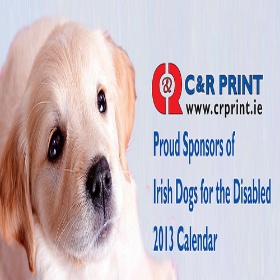 C&R PRINT
www.crprint.ie
Proud Sponsors of
Irish Dogs for the Disabled
2013 Calendar